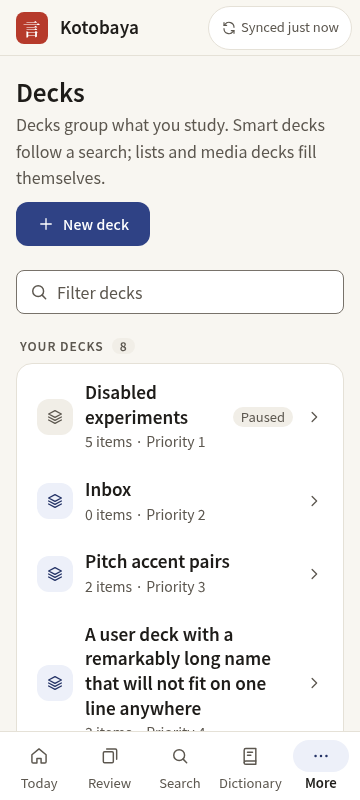 言 Kotobaya
Synced just now
Decks
Decks group what you study. Smart decks
follow a search; lists and media decks fill
themselves.
New deck
Filter decks
YOUR DECKS 8
Disabled
experiments
Paused
5 items · Priority 1
Inbox
0 items · Priority 2
Pitch accent pairs
2 items · Priority 3
A user deck with a
remarkably long name
that will not fit on one
line anywhere
Today
Review
Search
Dictionary
More